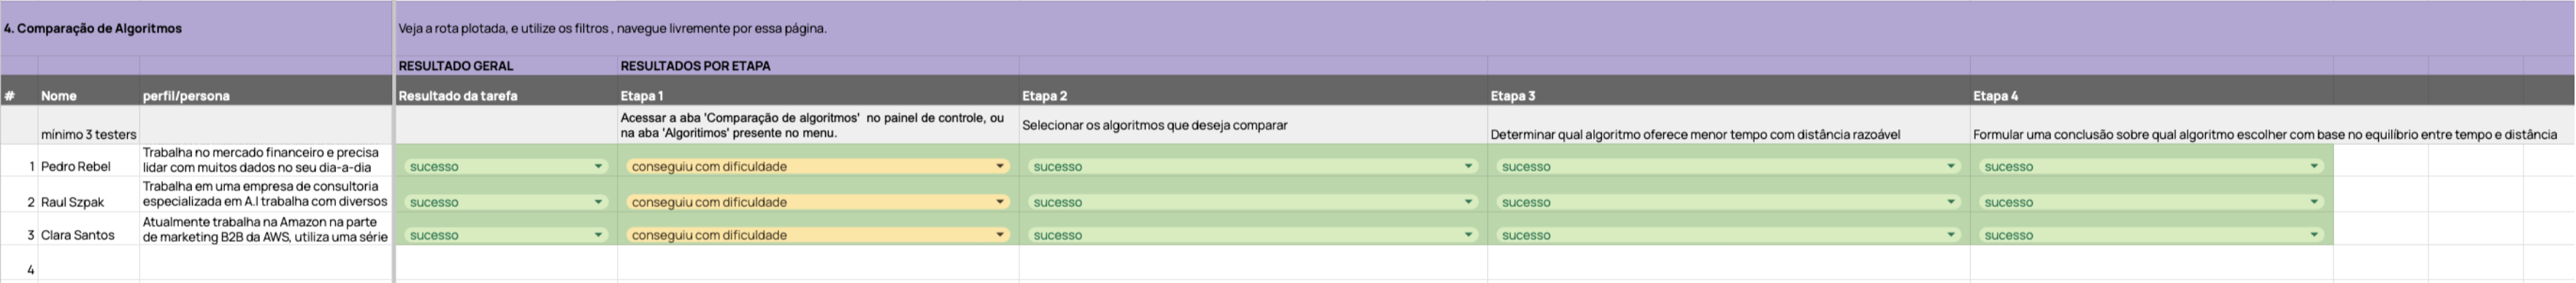 4. Comparação de Algoritmos
Veja a rota plotada, e utilize os filtros , navegue livremente por essa página.
RESULTADO GERAL
RESULTADOS POR ETAPA
#
Nome
perfil/persona
Resultado da tarefa
Etapa 1
Etapa 2
Etapa 3
Etapa 4
mínimo 3 testers
Acessar a aba 'Comparação de algoritmos' no painel de controle, ou
na aba 'Algoritimos' presente no menu.
Selecionar os algoritmos que deseja comparar
Determinar qual algoritmo oferece menor tempo com distância razoável
Formular uma conclusão sobre qual algoritmo escolher com base no equilíbrio entre tempo e distância
1
Pedro Rebel
Trabalha no mercado financeiro e precisa
lidar com muitos dados no seu dia-a-dia
sucesso
conseguiu com dificuldade
sucesso
sucesso
sucesso
2
Raul Szpak
Trabalha em uma empresa de consultoria
especializada em A.I trabalha com diversos
sucesso
conseguiu com dificuldade
sucesso
sucesso
sucesso
3
Clara Santos
Atualmente trabalha na Amazon na parte
de marketing B2B da AWS, utiliza uma série
sucesso
conseguiu com dificuldade
sucesso
sucesso
sucesso
4